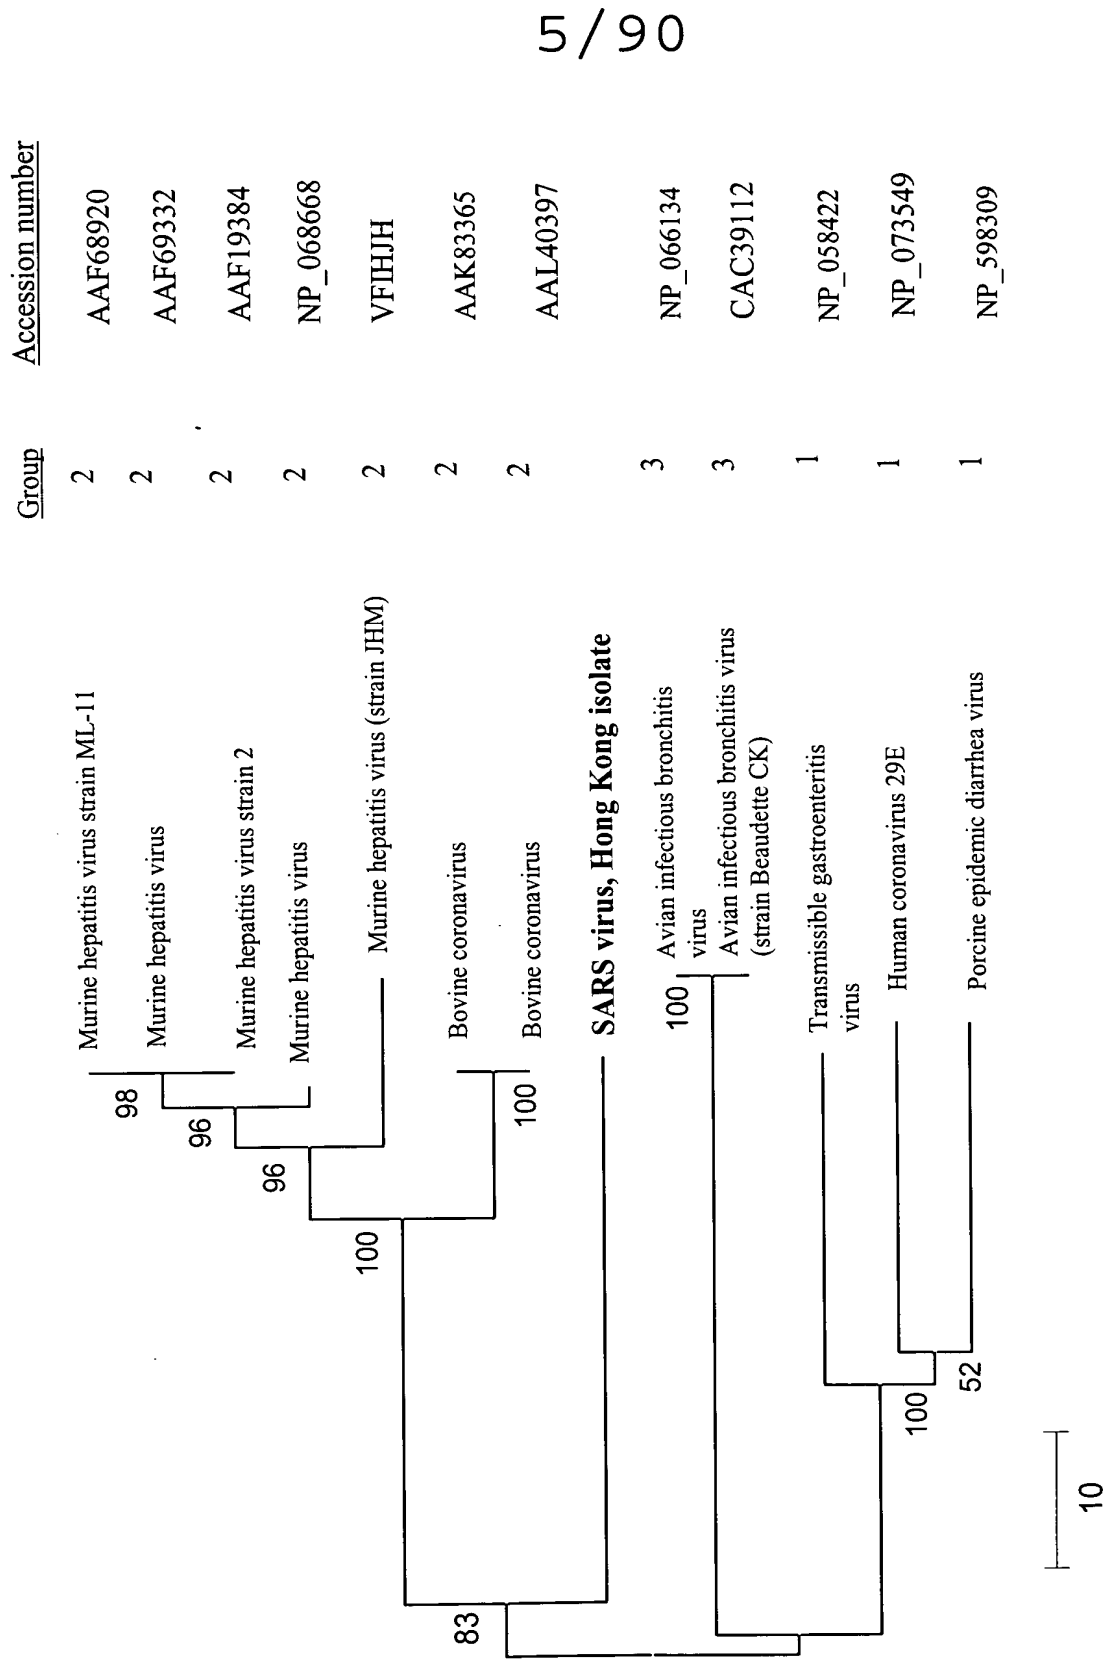 5/90
Group
Accession number
Murine hepatitis virus strain ML-11
2
AAF68920
98
Murine hepatitis virus
2
AAF69332
96
Murine hepatitis virus strain 2
2
AAF19384
96
Murine hepatitis virus
2
NP_068668
100
Murine hepatitis virus (strain JHM)
2
VFIHJH
Bovine coronavirus
2
AAK83365
100
Bovine coronavirus
2
AAL40397
83
SARS virus, Hong Kong isolate
Avian infectious bronchitis
virus
3
NP_066134
100
Avian infectious bronchitis virus
(strain Beaudette CK)
3
CAC39112
Transmissible gastroenteritis
virus
1
NP_058422
100
Human coronavirus 29E
1
NP_073549
52
Porcine epidemic diarrhea virus
1
NP_598309
10